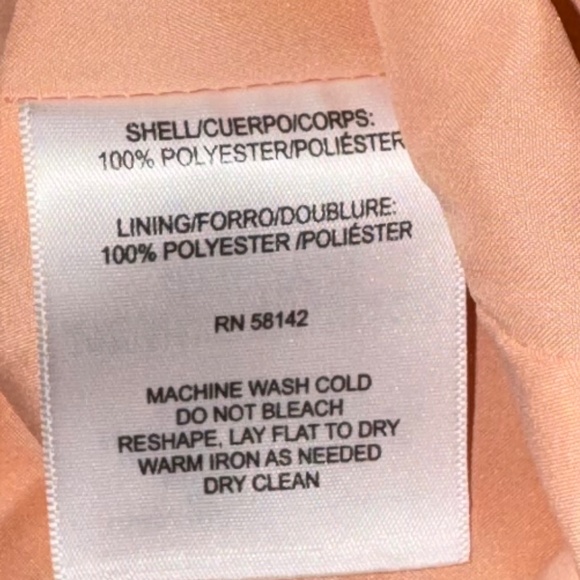 SHELL/CUERPO/CORPS:
100% POLYESTER/POLIÉSTER
LINING/FORRO/DOUBLURE:
100% POLYESTER /POLIÉSTER
RN 58142
MACHINE WASH COLD
DO NOT BLEACH
RESHAPE, LAY FLAT TO DRY
WARM IRON AS NEEDED
DRY CLEAN